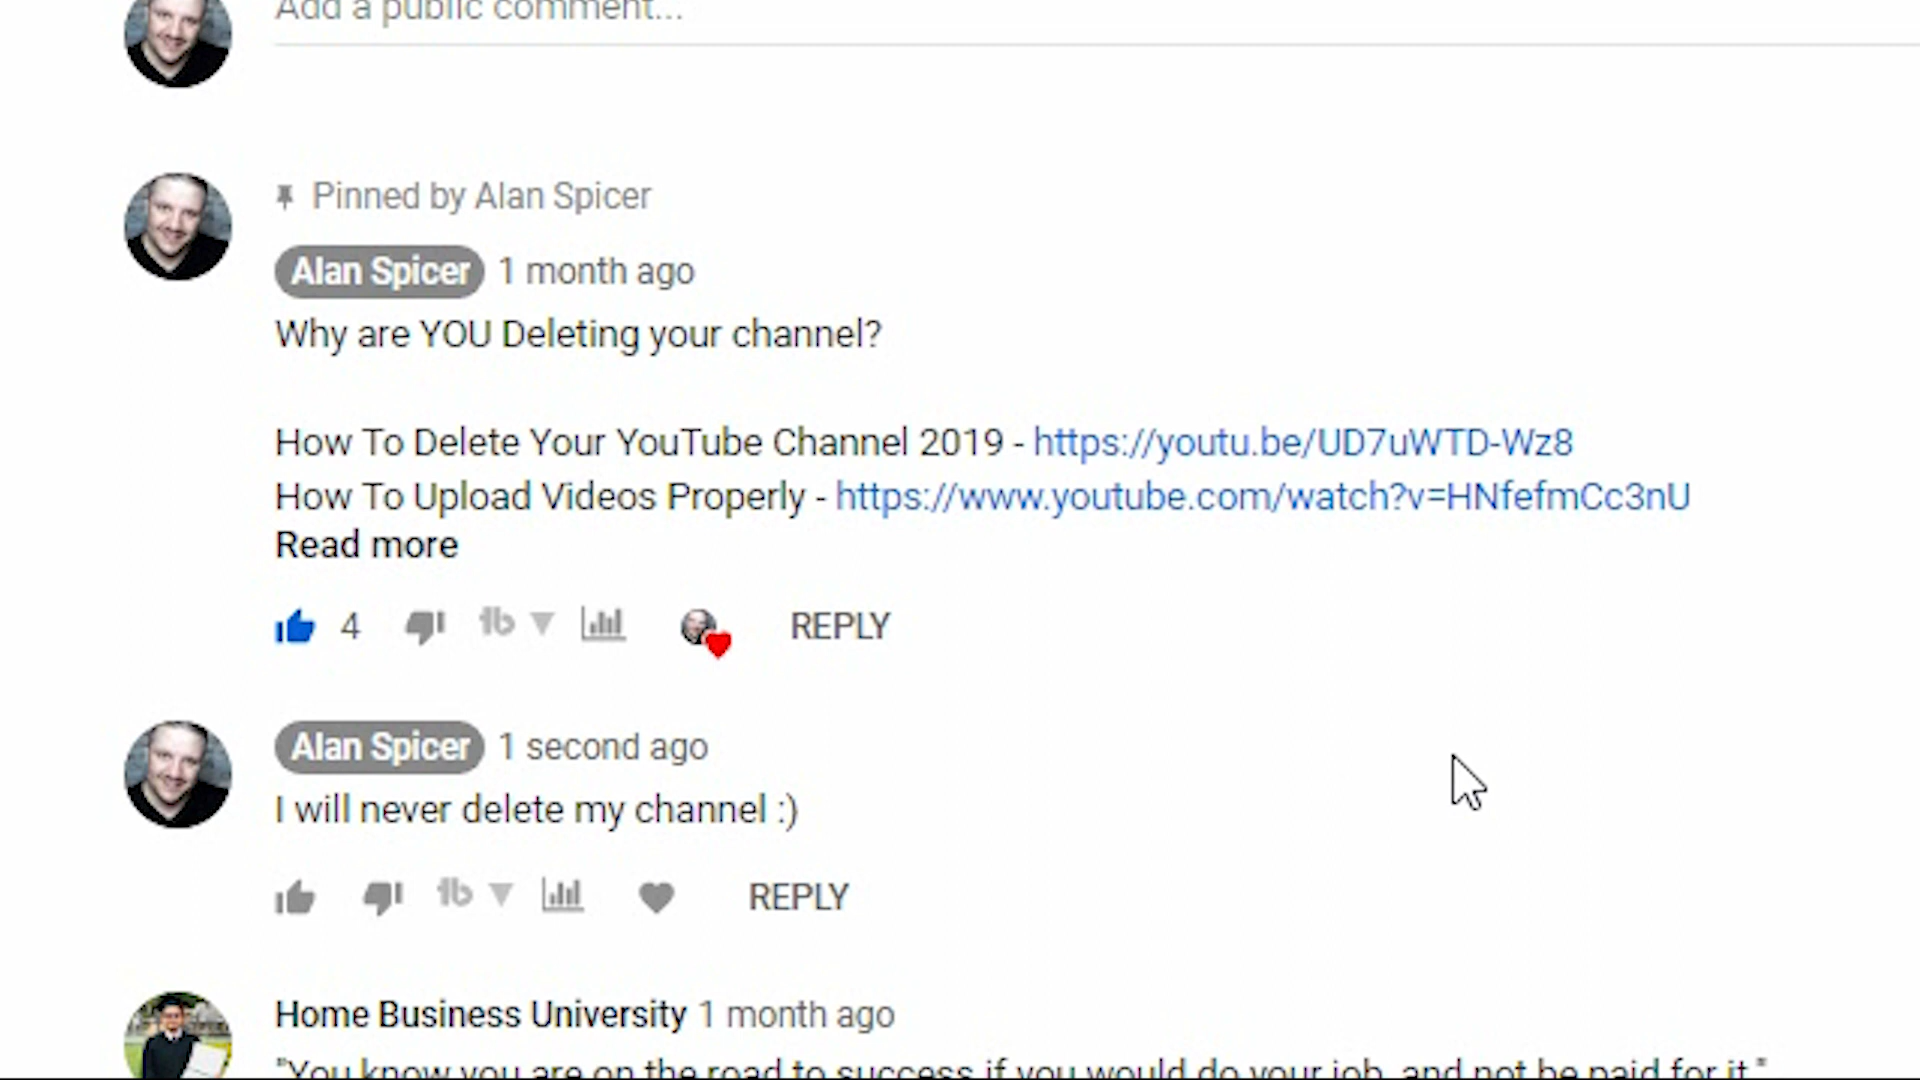 Add a public comment...
Pinned by Alan Spicer
Alan Spicer 1 month ago
Why are YOU Deleting your channel?
How To Delete Your YouTube Channel 2019 - https://youtu.be/UD7uWTD-Wz8
How To Upload Videos Properly - https://www.youtube.com/watch?v=HNfefmCc3nU
Read more
4 tb REPLY
Alan Spicer 1 second ago
I will never delete my channel :)
tb REPLY
Home Business University 1 month ago
"You know you are on the road to success if you would do your job, and not be paid for it."